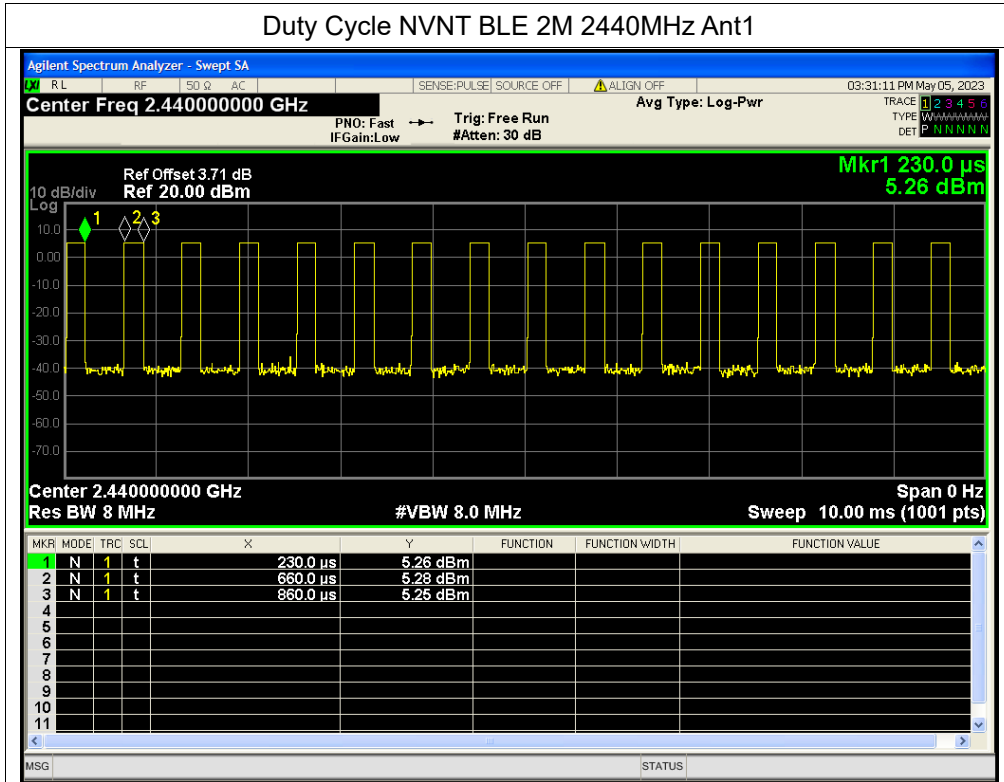 Duty Cycle NVNT BLE 2M 2440MHz Ant1
Agilent Spectrum Analyzer - Swept SA
LXI RL RF 50 Ω AC SENSE:PULSE SOURCE OFF ALIGN OFF 03:31:11 PM May 05, 2023
Center Freq 2.440000000 GHz Avg Type: Log-Pwr TRACE 1 2 3 4 5 6
PNO: Fast Trig: Free Run TYPE WWWWWW
IFGain:Low #Atten: 30 dB DET P N N N N N
Mkr1 230.0 µs
5.26 dBm
Ref Offset 3.71 dB
10 dB/div Ref 20.00 dBm
Log
1 2 3
10.0
0.00
-10.0
-20.0
-30.0
-40.0
-50.0
-60.0
-70.0
Center 2.440000000 GHz Span 0 Hz
Res BW 8 MHz #VBW 8.0 MHz Sweep 10.00 ms (1001 pts)
MKR MODE TRC SCL X Y FUNCTION FUNCTION WIDTH FUNCTION VALUE
1 N 1 t 230.0 µs 5.26 dBm
2 N 1 t 660.0 µs 5.28 dBm
3 N 1 t 860.0 µs 5.25 dBm
4
5
6
7
8
9
10
11
MSG STATUS